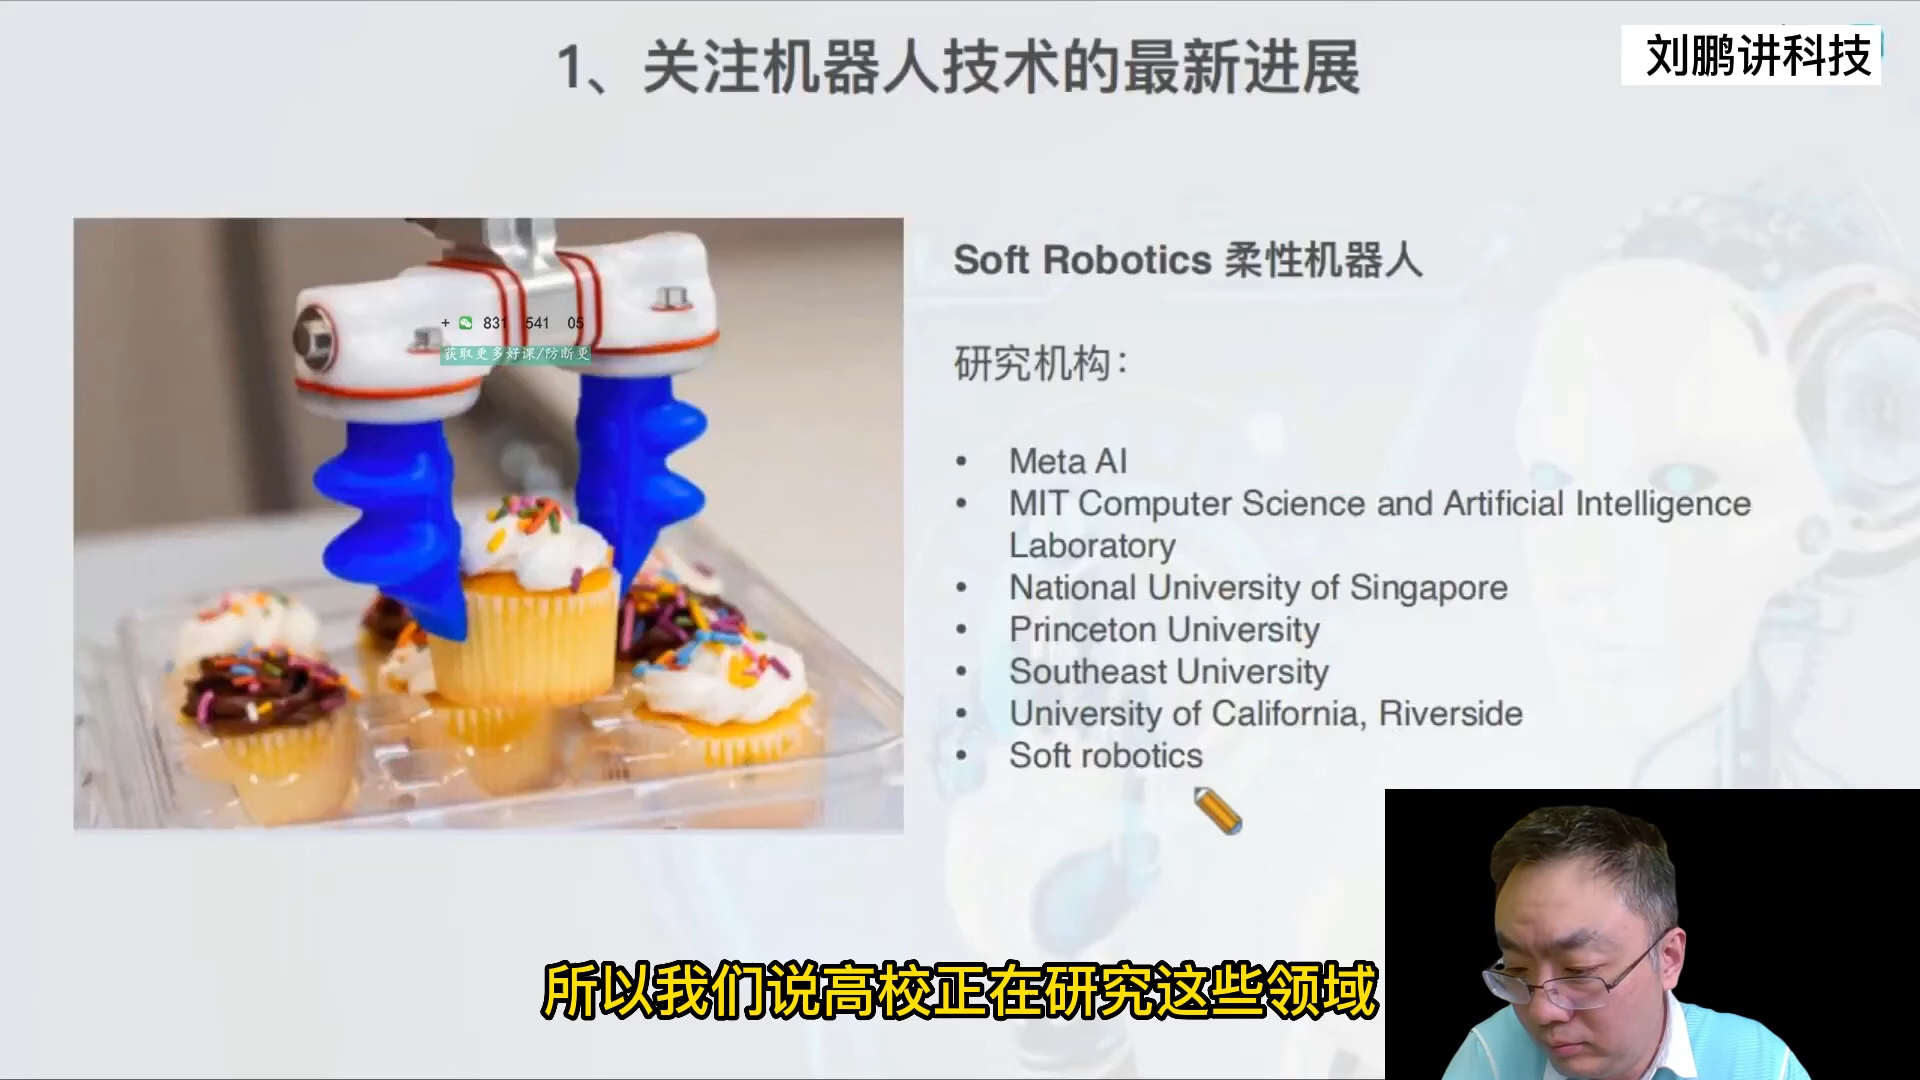 1、关注机器人技术的最新进展
刘鹏讲科技
+ 831 541 05
获取更多好课/防断更
Soft Robotics 柔性机器人
研究机构：
• Meta AI
• MIT Computer Science and Artificial Intelligence
Laboratory
• National University of Singapore
• Princeton University
• Southeast University
• University of California, Riverside
• Soft robotics
所以我们说高校正在研究这些领域